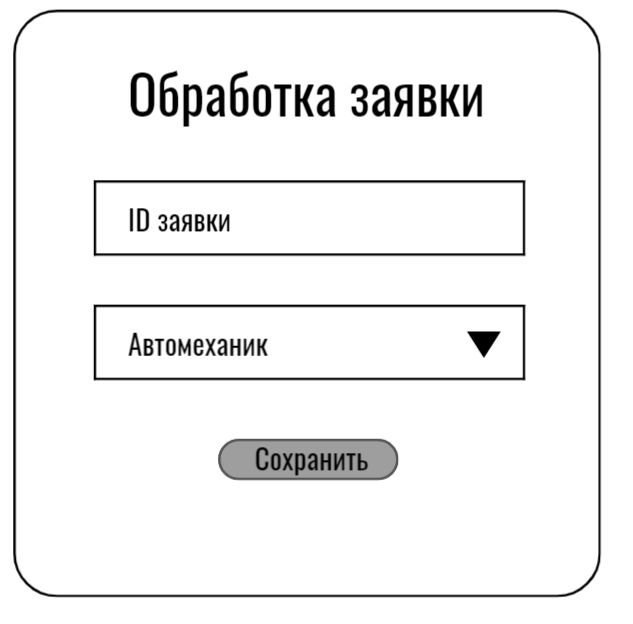 Обработка заявки
ID заявки
Автомеханик
Сохранить